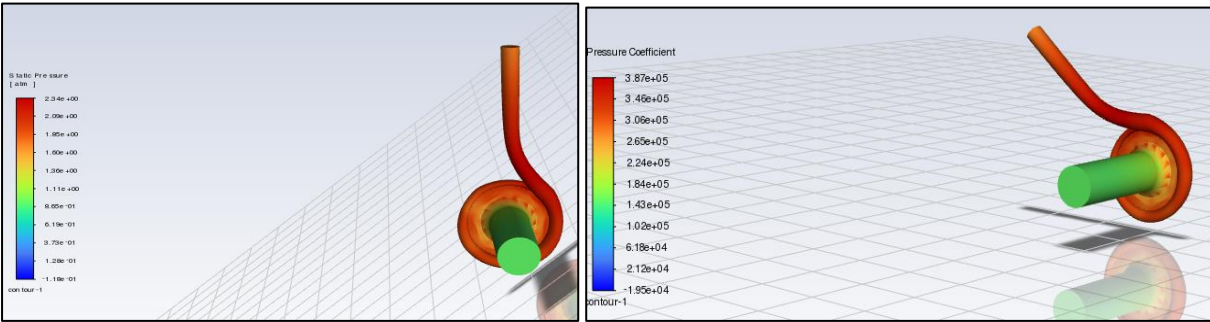 Static Pressure
[ atm ]
2.34e+00
2.09e+00
1.85e+00
1.60e+00
1.36e+00
1.11e+00
8.65e-01
6.19e-01
3.73e-01
1.28e-01
-1.18e-01
contour-1
Pressure Coefficient
3.87e+05
3.46e+05
3.06e+05
2.65e+05
2.24e+05
1.84e+05
1.43e+05
1.02e+05
6.18e+04
2.12e+04
-1.95e+04
contour-1